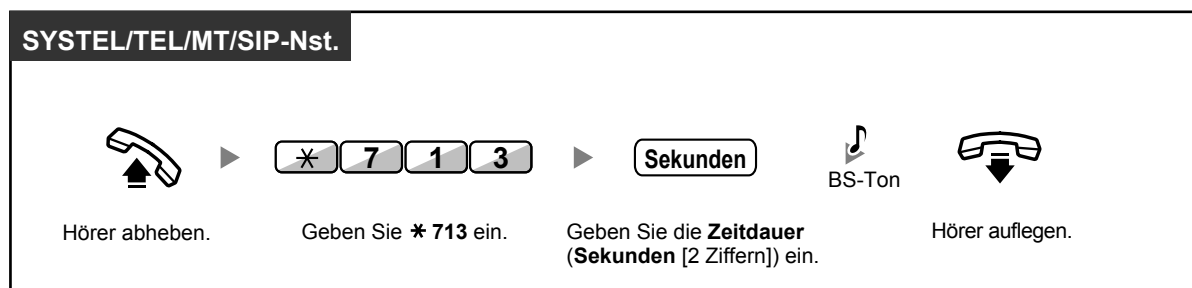 SYSTEL/TEL/MT/SIP-Nst.
* 7 1 3
Sekunden
BS-Ton
Hörer abheben.
Geben Sie * 713 ein.
Geben Sie die Zeitdauer
(Sekunden [2 Ziffern]) ein.
Hörer auflegen.